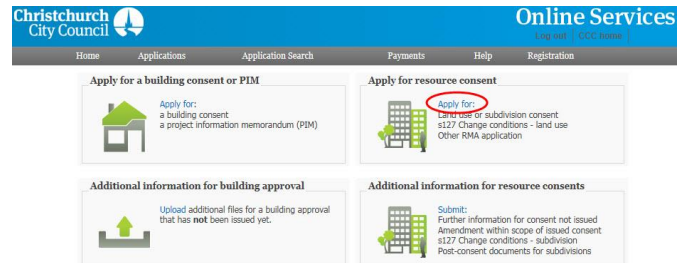 Christchurch
City Council
Online Services
Log out CCC home
Home Applications Application Search Payments Help Registration
Apply for a building consent or PIM
Apply for:
a building consent
a project information memorandum (PIM)
Apply for resource consent
Apply for:
Land use or subdivision consent
s127 Change conditions - land use
Other RMA application
Additional information for building approval
Upload additional files for a building approval
that has not been issued yet.
Additional information for resource consents
Submit:
Further information for consent not issued
Amendment within scope of issued consent
s127 Change conditions - subdivision
Post-consent documents for subdivisions